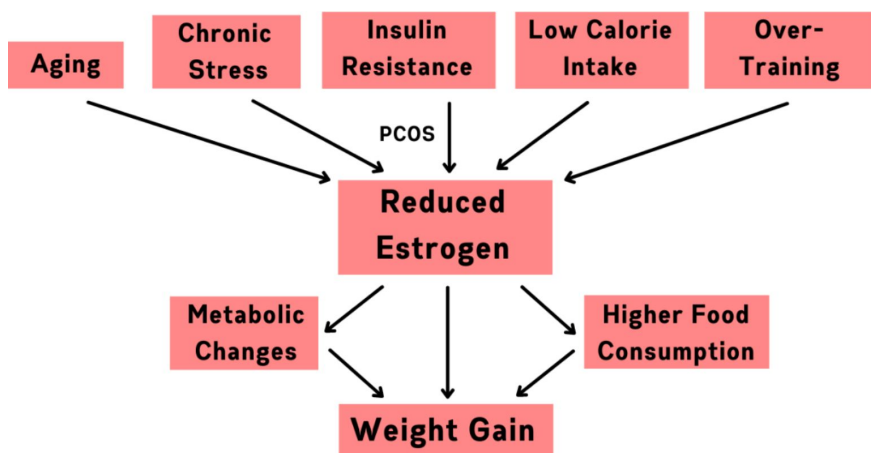 Aging
Chronic
Stress
Insulin
Resistance
Low Calorie
Intake
Over-
Training
PCOS
Reduced
Estrogen
Metabolic
Changes
Higher Food
Consumption
Weight Gain